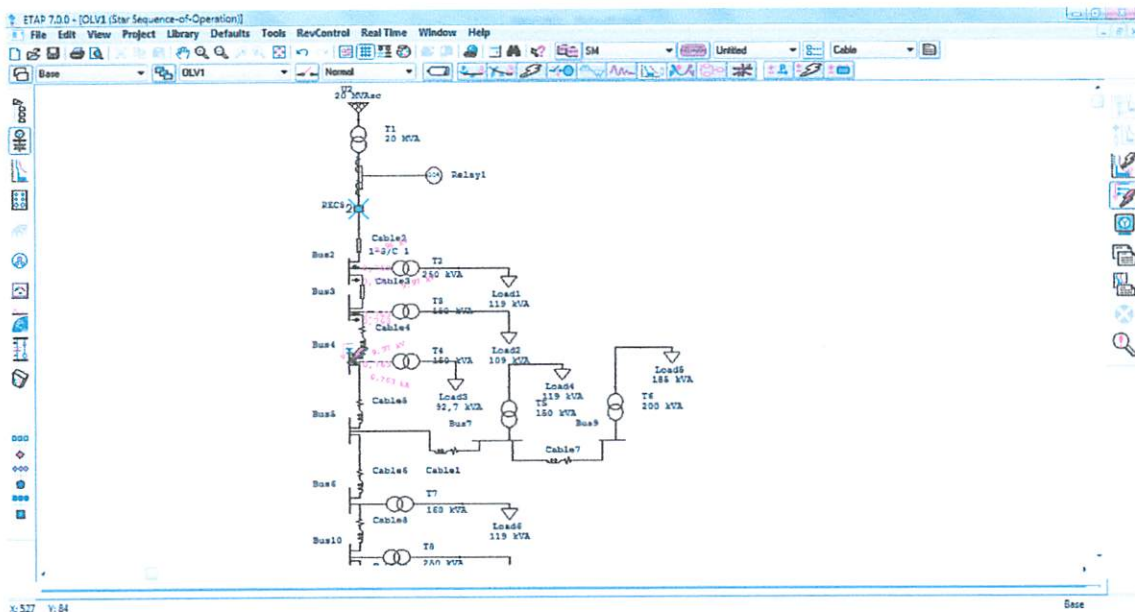 ETAP 7.0.0 - [OLV1 (Star Sequence-of-Operation)]
File Edit View Project Library Defaults Tools RevControl Real Time Window Help
SM Untitled Cable
Base OLV1 Normal
20 MVAsc
T1
20 MVA
Relay1
Cable2
1-3/C 1
Bus2
T2
250 kVA
Cable3
Load1
119 kVA
Bus3
T3
Cable4
Load2
109 kVA
Bus4
T4
Load3
92,7 kVA
Cable5
Load4
119 kVA
Load5
T5
150 kVA
T6
200 kVA
Bus5
Bus7
Bus9
Cable7
Cable6 Cable1
Bus6
T7
160 kVA
Load6
119 kVA
Cable8
Bus10
T8
X: 527 Y: 84
Base